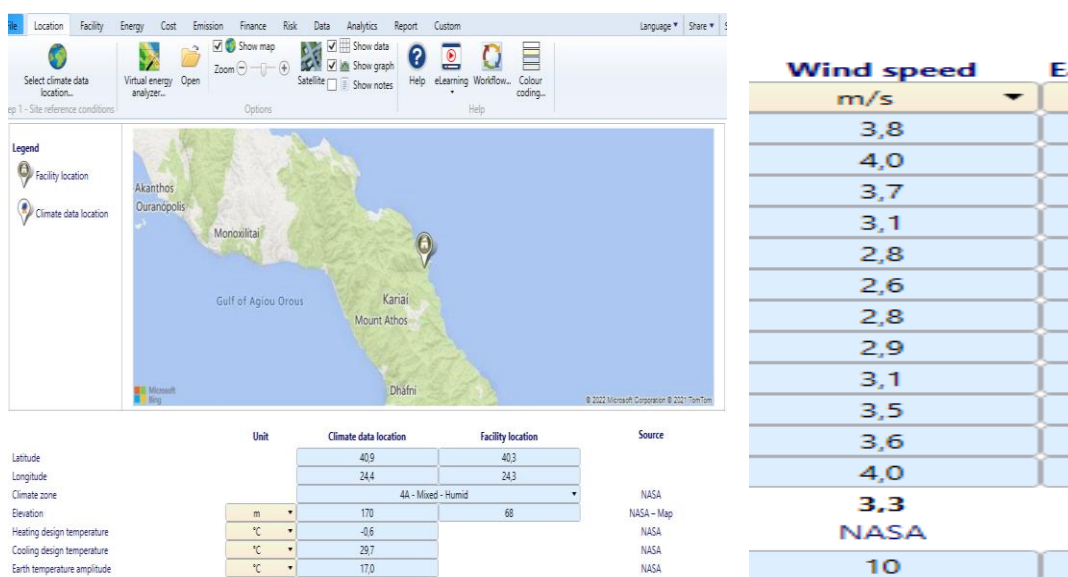 File Location Facility Energy Cost Emission Finance Risk Data Analytics Report Custom Language Share
Select climate data location...
Virtual energy analyzer...
Open
Show map
Zoom
Satellite
Show data
Show graph
Show notes
Help
eLearning
Workflow...
Colour coding...
Step 1 - Site reference conditions Options Help
Legend
Facility location
Climate data location
Akanthos
Ouranopolis
Monoxilitai
Gulf of Agiou Orous
Kariaí
Mount Athos
Dháfni
Microsoft
Bing
© 2022 Microsoft Corporation © 2021 TomTom
Unit Climate data location Facility location Source
Latitude 40,9 40,3
Longitude 24,4 24,3
Climate zone 4A - Mixed - Humid NASA
Elevation m 170 68 NASA – Map
Heating design temperature °C -0,6 NASA
Cooling design temperature °C 29,7 NASA
Earth temperature amplitude °C 17,0 NASA
Wind speed
m/s
3,8
4,0
3,7
3,1
2,8
2,6
2,8
2,9
3,1
3,5
3,6
4,0
3,3
NASA
10